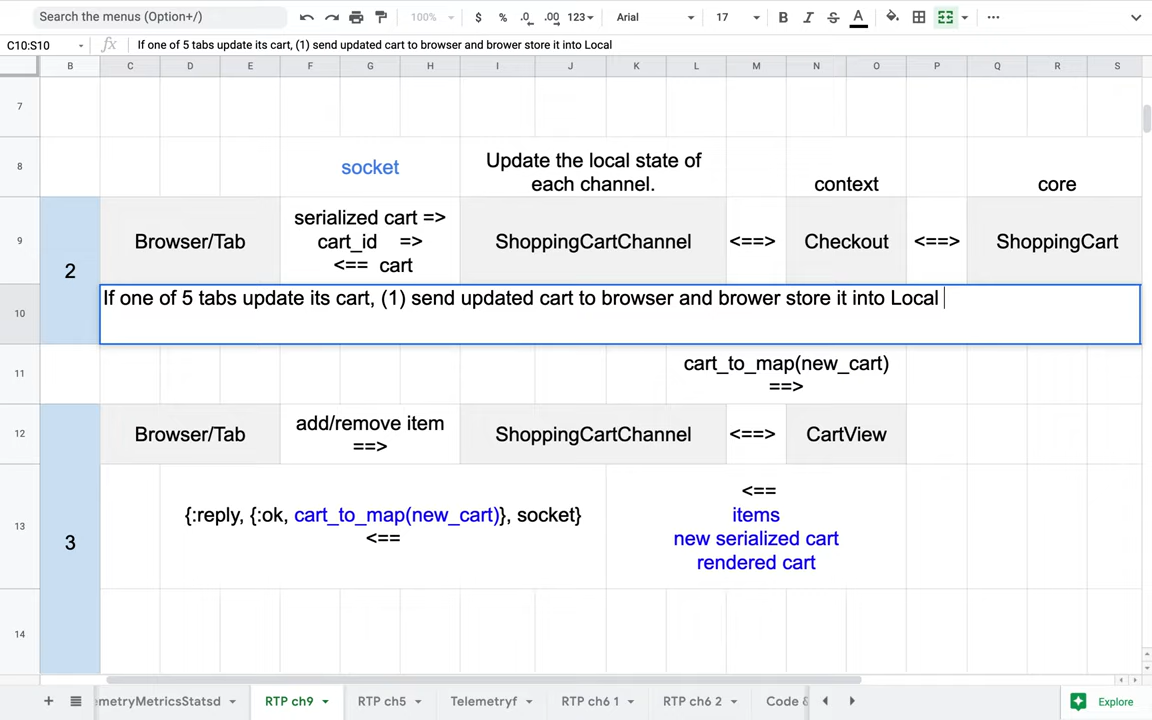 Search the menus (Option+/)
100%
$ % .0 .00 123
Arial
17
B I S A
C10:S10
fx
If one of 5 tabs update its cart, (1) send updated cart to browser and brower store it into Local
B C D E F G H I J K L M N O P Q R S
7
8
socket
Update the local state of
each channel.
context
core
9
2
Browser/Tab
serialized cart =>
cart_id =>
<== cart
ShoppingCartChannel
<==>
Checkout
<==>
ShoppingCart
10
If one of 5 tabs update its cart, (1) send updated cart to browser and brower store it into Local
11
cart_to_map(new_cart)
==>
12
Browser/Tab
add/remove item
==>
ShoppingCartChannel
<==>
CartView
13
3
{:reply, {:ok, cart_to_map(new_cart)}, socket}
<==
<==
items
new serialized cart
rendered cart
14
emetryMetricsStatsd
RTP ch9
RTP ch5
Telemetryf
RTP ch6 1
RTP ch6 2
Code &
Explore